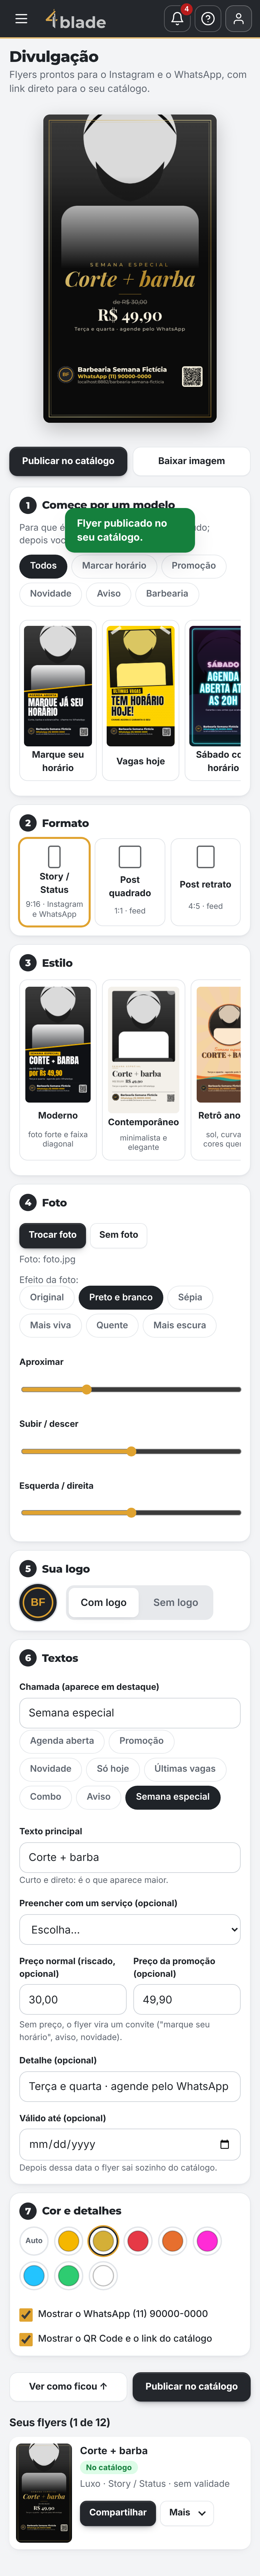 4blade
4
Divulgação
Flyers prontos para o Instagram e o WhatsApp, com
link direto para o seu catálogo.
SEMANA ESPECIAL
Corte + barba
de R$ 30,00
R$ 49,90
Terça e quarta · agende pelo WhatsApp
BF
Barbearia Semana Fictícia
WhatsApp (11) 90000-0000
localhost:8882/barbearia-semana-ficticia
Publicar no catálogo
Baixar imagem
1 Comece por um modelo
Flyer publicado no
seu catálogo.
Para que é
do;
depois você
Todos
Marcar horário
Promoção
Novidade
Aviso
Barbearia
MARQUE JÁ SEU
HORÁRIO
Marque seu
horário
ÚLTIMAS VAGAS
TEM HORÁRIO
HOJE!
Vagas hoje
SÁBADO
AGENDA
ABERTA AT
ÀS 20H
Sábado co
horário
2 Formato
Story /
Status
9:16 · Instagram
e WhatsApp
Post
quadrado
1:1 · feed
Post retrato
4:5 · feed
3 Estilo
CORTE + BARBA
por R$ 49,90
Moderno
foto forte e faixa
diagonal
Corte + barba
R$ 49,90
Contemporâneo
minimalista e
elegante
CORTE + BA
Retrô ano
sol, curva
cores que
4 Foto
Trocar foto
Sem foto
Foto: foto.jpg
Efeito da foto:
Original
Preto e branco
Sépia
Mais viva
Quente
Mais escura
Aproximar
Subir / descer
Esquerda / direita
5 Sua logo
BF
Com logo
Sem logo
6 Textos
Chamada (aparece em destaque)
Semana especial
Agenda aberta
Promoção
Novidade
Só hoje
Últimas vagas
Combo
Aviso
Semana especial
Texto principal
Corte + barba
Curto e direto: é o que aparece maior.
Preencher com um serviço (opcional)
Escolha...
Preço normal (riscado,
opcional)
30,00
Preço da promoção
(opcional)
49,90
Sem preço, o flyer vira um convite ("marque seu
horário", aviso, novidade).
Detalhe (opcional)
Terça e quarta · agende pelo WhatsApp
Válido até (opcional)
mm/dd/yyyy
Depois dessa data o flyer sai sozinho do catálogo.
7 Cor e detalhes
Auto
Mostrar o WhatsApp (11) 90000-0000
Mostrar o QR Code e o link do catálogo
Ver como ficou ↑
Publicar no catálogo
Seus flyers (1 de 12)
Corte + barba
R$ 49,90
Corte + barba
No catálogo
Luxo · Story / Status · sem validade
Compartilhar
Mais